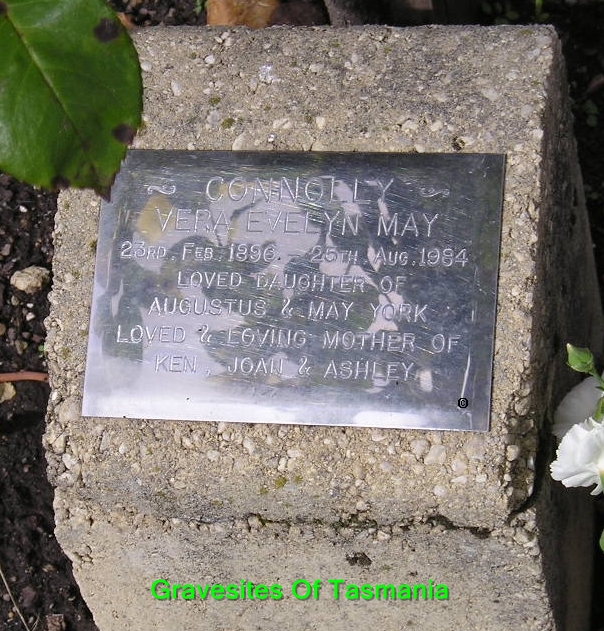 ~ CONNOLLY ~
VERA EVELYN MAY
23RD. FEB. 1896. - 25TH AUG. 1984
LOVED DAUGHTER OF
AUGUSTUS & MAY YORK
LOVED & LOVING MOTHER OF
KEN, JOAN & ASHLEY.
©
Gravesites Of Tasmania